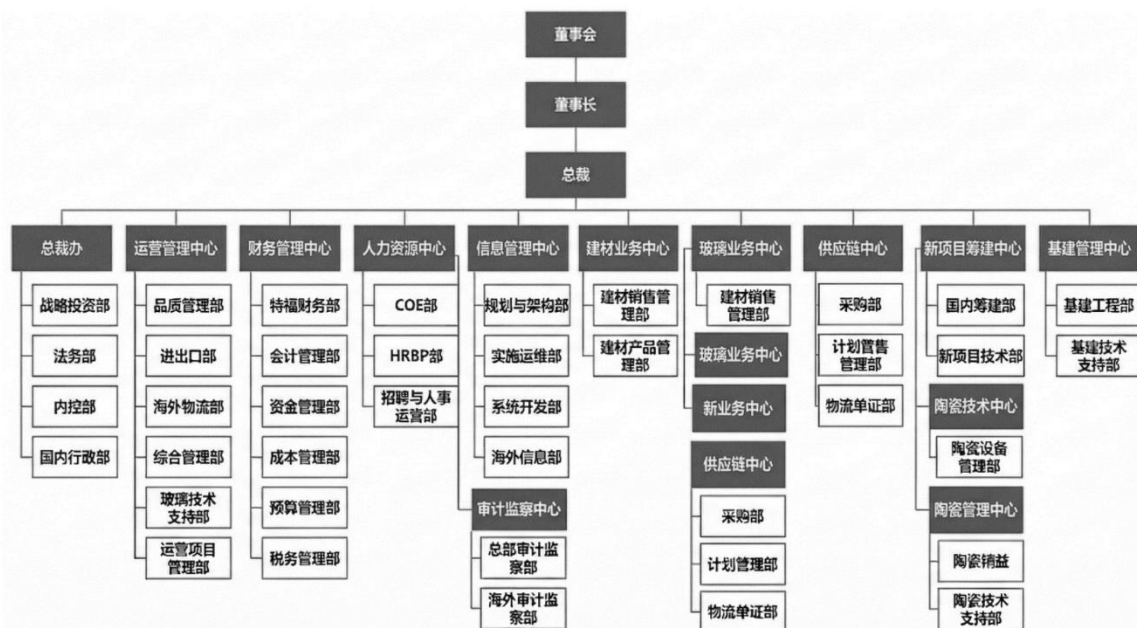 董事会
董事长
总裁
总裁办
战略投资部
法务部
内控部
国内行政部
运营管理中心
品质管理部
进出口部
海外物流部
综合管理部
玻璃技术
支持部
运营项目
管理部
财务管理中心
特福财务部
会计管理部
资金管理部
成本管理部
预算管理部
税务管理部
人力资源中心
COE部
HRBP部
招聘与人事
运营部
信息管理中心
规划与架构部
实施运维部
系统开发部
海外信息部
审计监察中心
总部审计监
察部
海外审计监
察部
建材业务中心
建材销售管
理部
建材产品管
理部
玻璃业务中心
建材销售
管理部
玻璃业务中心
新业务中心
供应链中心
采购部
计划管理部
物流单证部
供应链中心
采购部
计划管售
管理部
物流单证部
新项目筹建中心
国内筹建部
新项目技术部
陶瓷技术中心
陶瓷设备
管理部
陶瓷管理中心
陶瓷销益
陶瓷技术
支持部
基建管理中心
基建工程部
基建技术
支持部